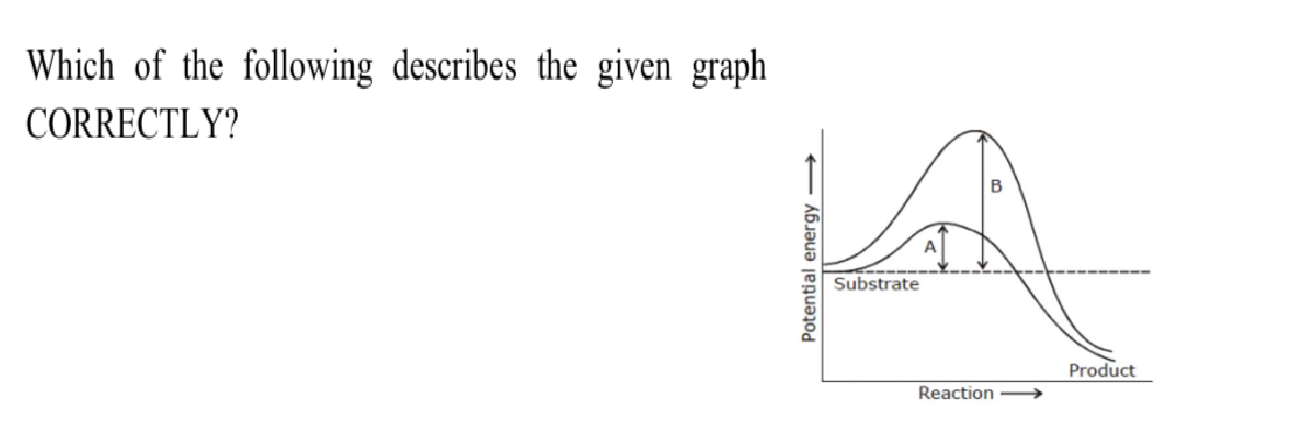 Which of the following describes the given graph
CORRECTLY?
Potential energy
B
A
Substrate
Product
Reaction